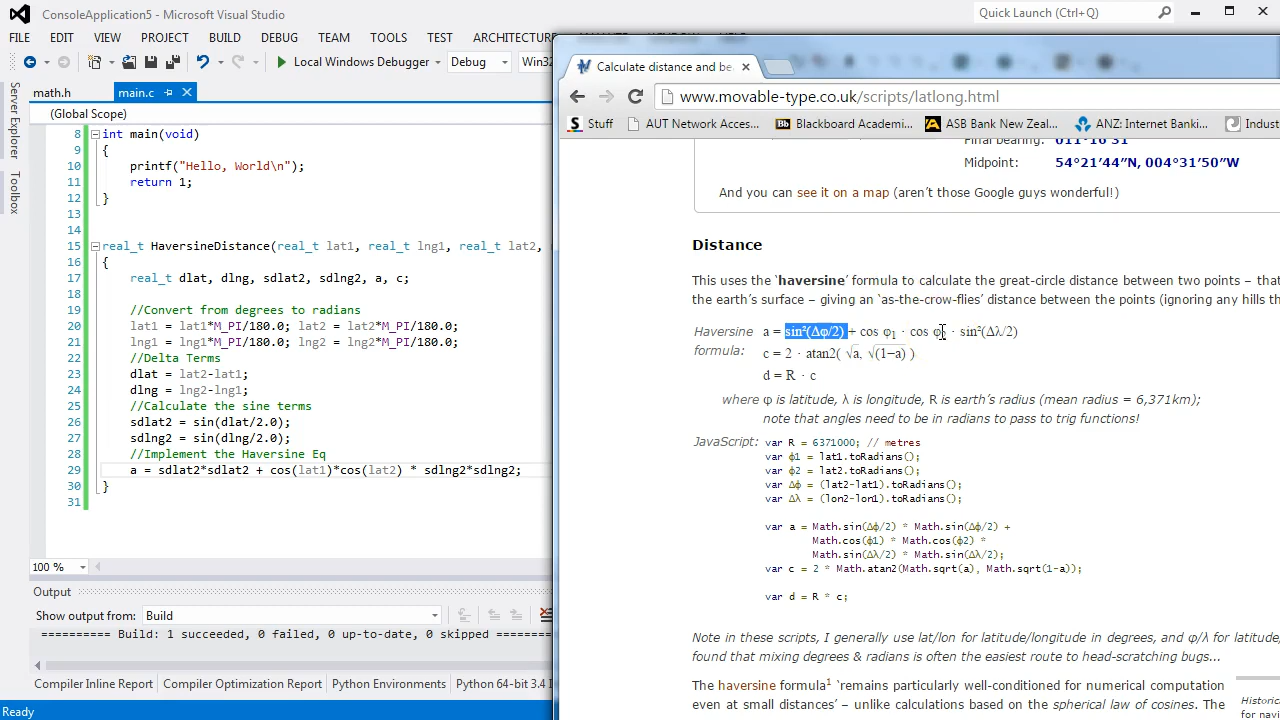 ConsoleApplication5 - Microsoft Visual Studio
Quick Launch (Ctrl+Q)
FILE EDIT VIEW PROJECT BUILD DEBUG TEAM TOOLS TEST ARCHITECTURE
Local Windows Debugger Debug Win32
Server Explorer
Toolbox
math.h main.c
(Global Scope)
8 int main(void)
9 {
10 printf("Hello, World\n");
11 return 1;
12 }
13
14
15 real_t HaversineDistance(real_t lat1, real_t lng1, real_t lat2,
16 {
17 real_t dlat, dlng, sdlat2, sdlng2, a, c;
18
19 //Convert from degrees to radians
20 lat1 = lat1*M_PI/180.0; lat2 = lat2*M_PI/180.0;
21 lng1 = lng1*M_PI/180.0; lng2 = lng2*M_PI/180.0;
22 //Delta Terms
23 dlat = lat2-lat1;
24 dlng = lng2-lng1;
25 //Calculate the sine terms
26 sdlat2 = sin(dlat/2.0);
27 sdlng2 = sin(dlng/2.0);
28 //Implement the Haversine Eq
29 a = sdlat2*sdlat2 + cos(lat1)*cos(lat2) * sdlng2*sdlng2;
30 }
31
100 %
Output
Show output from: Build
========== Build: 1 succeeded, 0 failed, 0 up-to-date, 0 skipped ==========
Compiler Inline Report Compiler Optimization Report Python Environments Python 64-bit 3.4 I
Ready
Calculate distance and be
www.movable-type.co.uk/scripts/latlong.html
Stuff AUT Network Acces... Blackboard Academi... ASB Bank New Zeal... ANZ: Internet Banki... Indust
Final bearing: 011°16′31″
Midpoint: 54°21′44″N, 004°31′50″W
And you can see it on a map (aren't those Google guys wonderful!)
Distance
This uses the ‘haversine’ formula to calculate the great-circle distance between two points – that
the earth's surface – giving an ‘as-the-crow-flies’ distance between the points (ignoring any hills th
Haversine a = sin²(Δφ/2) + cos φ1 · cos φ2 · sin²(Δλ/2)
formula: c = 2 · atan2( √a, √(1−a) )
d = R · c
where φ is latitude, λ is longitude, R is earth's radius (mean radius = 6,371km);
note that angles need to be in radians to pass to trig functions!
JavaScript: var R = 6371000; // metres
var φ1 = lat1.toRadians();
var φ2 = lat2.toRadians();
var Δφ = (lat2-lat1).toRadians();
var Δλ = (lon2-lon1).toRadians();
var a = Math.sin(Δφ/2) * Math.sin(Δφ/2) +
Math.cos(φ1) * Math.cos(φ2) *
Math.sin(Δλ/2) * Math.sin(Δλ/2);
var c = 2 * Math.atan2(Math.sqrt(a), Math.sqrt(1-a));
var d = R * c;
Note in these scripts, I generally use lat/lon for latitude/longitude in degrees, and φ/λ for latitude/
found that mixing degrees & radians is often the easiest route to head-scratching bugs...
The haversine formula1 ‘remains particularly well-conditioned for numerical computation
even at small distances’ – unlike calculations based on the spherical law of cosines. The
Historica
for navi